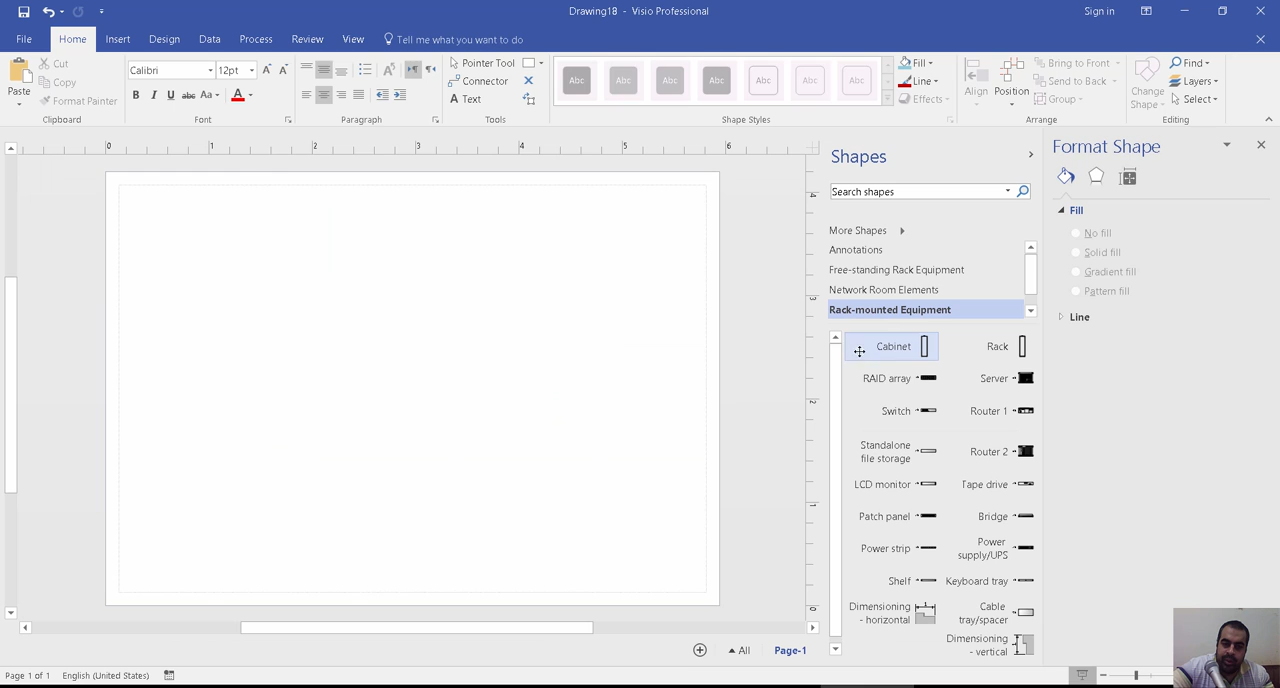 Drawing18 - Visio Professional
Sign in
File
Home
Insert
Design
Data
Process
Review
View
Tell me what you want to do
Paste
Cut
Copy
Format Painter
Clipboard
Calibri
12pt
B I U abc Aa A
Font
Paragraph
Pointer Tool
Connector
A Text
Tools
Abc Abc Abc Abc Abc Abc Abc
Shape Styles
Fill
Line
Effects
Align
Position
Bring to Front
Send to Back
Group
Arrange
Change
Shape
Find
Layers
Select
Editing
0 1 2 3 4 5 6
4
3
2
1
0
Shapes
Search shapes
More Shapes
Annotations
Free-standing Rack Equipment
Network Room Elements
Rack-mounted Equipment
Cabinet
Rack
RAID array
Server
Switch
Router 1
Standalone
file storage
Router 2
LCD monitor
Tape drive
Patch panel
Bridge
Power strip
Power
supply/UPS
Shelf
Keyboard tray
Dimensioning
- horizontal
Cable
tray/spacer
Dimensioning
- vertical
Format Shape
Fill
No fill
Solid fill
Gradient fill
Pattern fill
Line
All
Page-1
Page 1 of 1
English (United States)